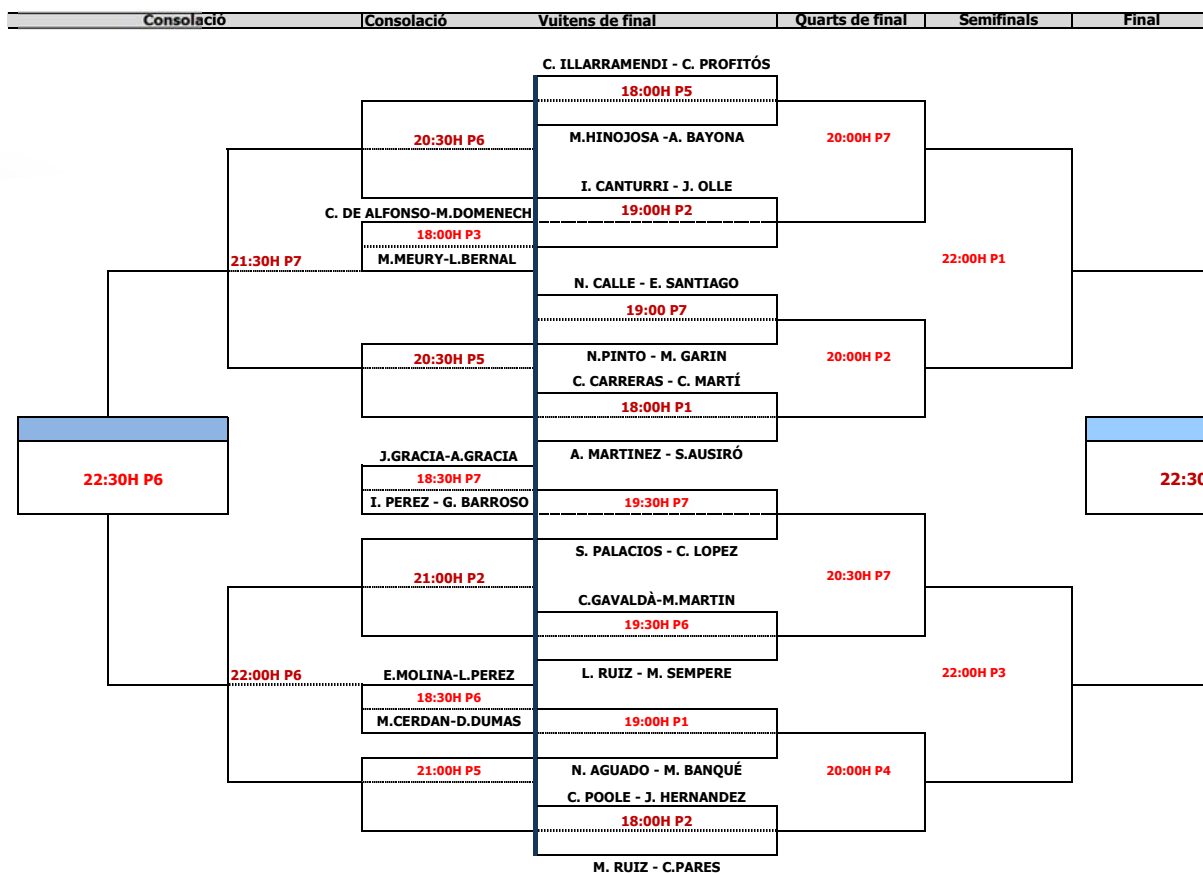 Consolació Consolació Vuitens de final Quarts de final Semifinals Final
C. ILLARRAMENDI - C. PROFITÓS
18:00H P5
20:30H P6 M.HINOJOSA -A. BAYONA 20:00H P7
I. CANTURRI - J. OLLE
C. DE ALFONSO-M.DOMENECH 19:00H P2
18:00H P3
21:30H P7 M.MEURY-L.BERNAL 22:00H P1
N. CALLE - E. SANTIAGO
19:00 P7
20:30H P5 N.PINTO - M. GARIN 20:00H P2
C. CARRERAS - C. MARTÍ
18:00H P1
J.GRACIA-A.GRACIA A. MARTINEZ - S.AUSIRÓ
22:30H P6 18:30H P7 22:30
I. PEREZ - G. BARROSO 19:30H P7
S. PALACIOS - C. LOPEZ
21:00H P2 20:30H P7
C.GAVALDÀ-M.MARTIN
19:30H P6
22:00H P6 E.MOLINA-L.PEREZ L. RUIZ - M. SEMPERE 22:00H P3
18:30H P6
M.CERDAN-D.DUMAS 19:00H P1
21:00H P5 N. AGUADO - M. BANQUÉ 20:00H P4
C. POOLE - J. HERNANDEZ
18:00H P2
M. RUIZ - C.PARES